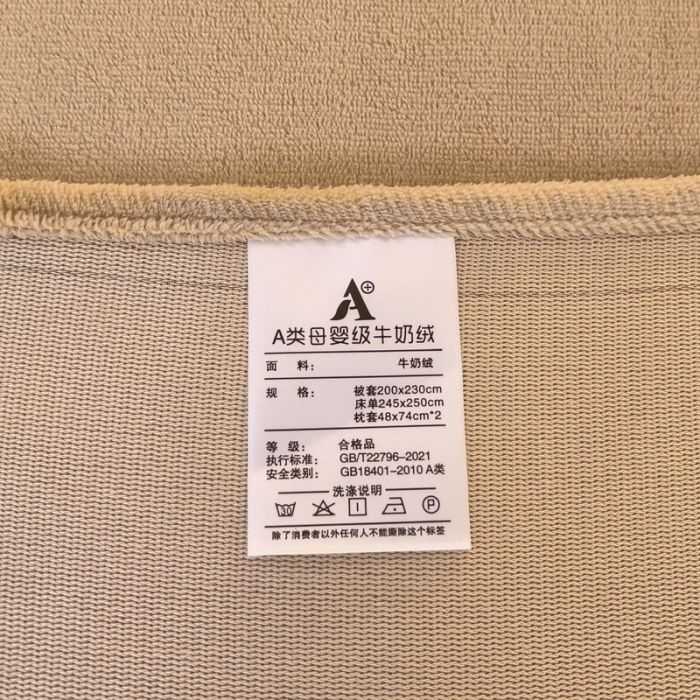 A+
A类母婴级牛奶绒
面 料: 牛奶绒
规 格: 被套200x230cm
床单245x250cm
枕套48x74cm*2
等 级: 合格品
执行标准: GB/T22796-2021
安全类别: GB18401-2010 A类
洗涤说明
30 P
除了消费者以外任何人不能撕除这个标签